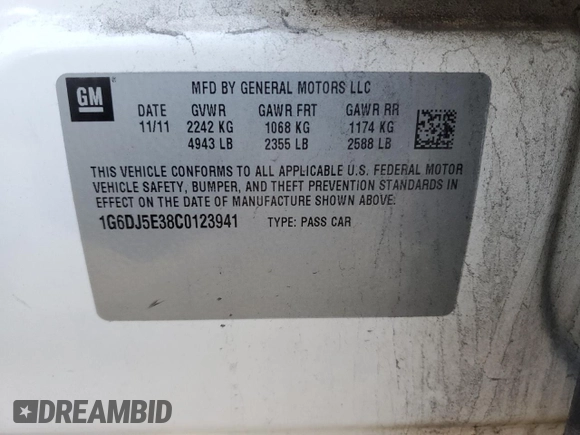 GM
MFD BY GENERAL MOTORS LLC
DATE GVWR GAWR FRT GAWR RR
11/11 2242 KG 1068 KG 1174 KG
4943 LB 2355 LB 2588 LB
THIS VEHICLE CONFORMS TO ALL APPLICABLE U.S. FEDERAL MOTOR
VEHICLE SAFETY, BUMPER, AND THEFT PREVENTION STANDARDS IN
EFFECT ON THE DATE OF MANUFACTURE SHOWN ABOVE.
1G6DJ5E38C0123941 TYPE: PASS CAR
DREAMBID